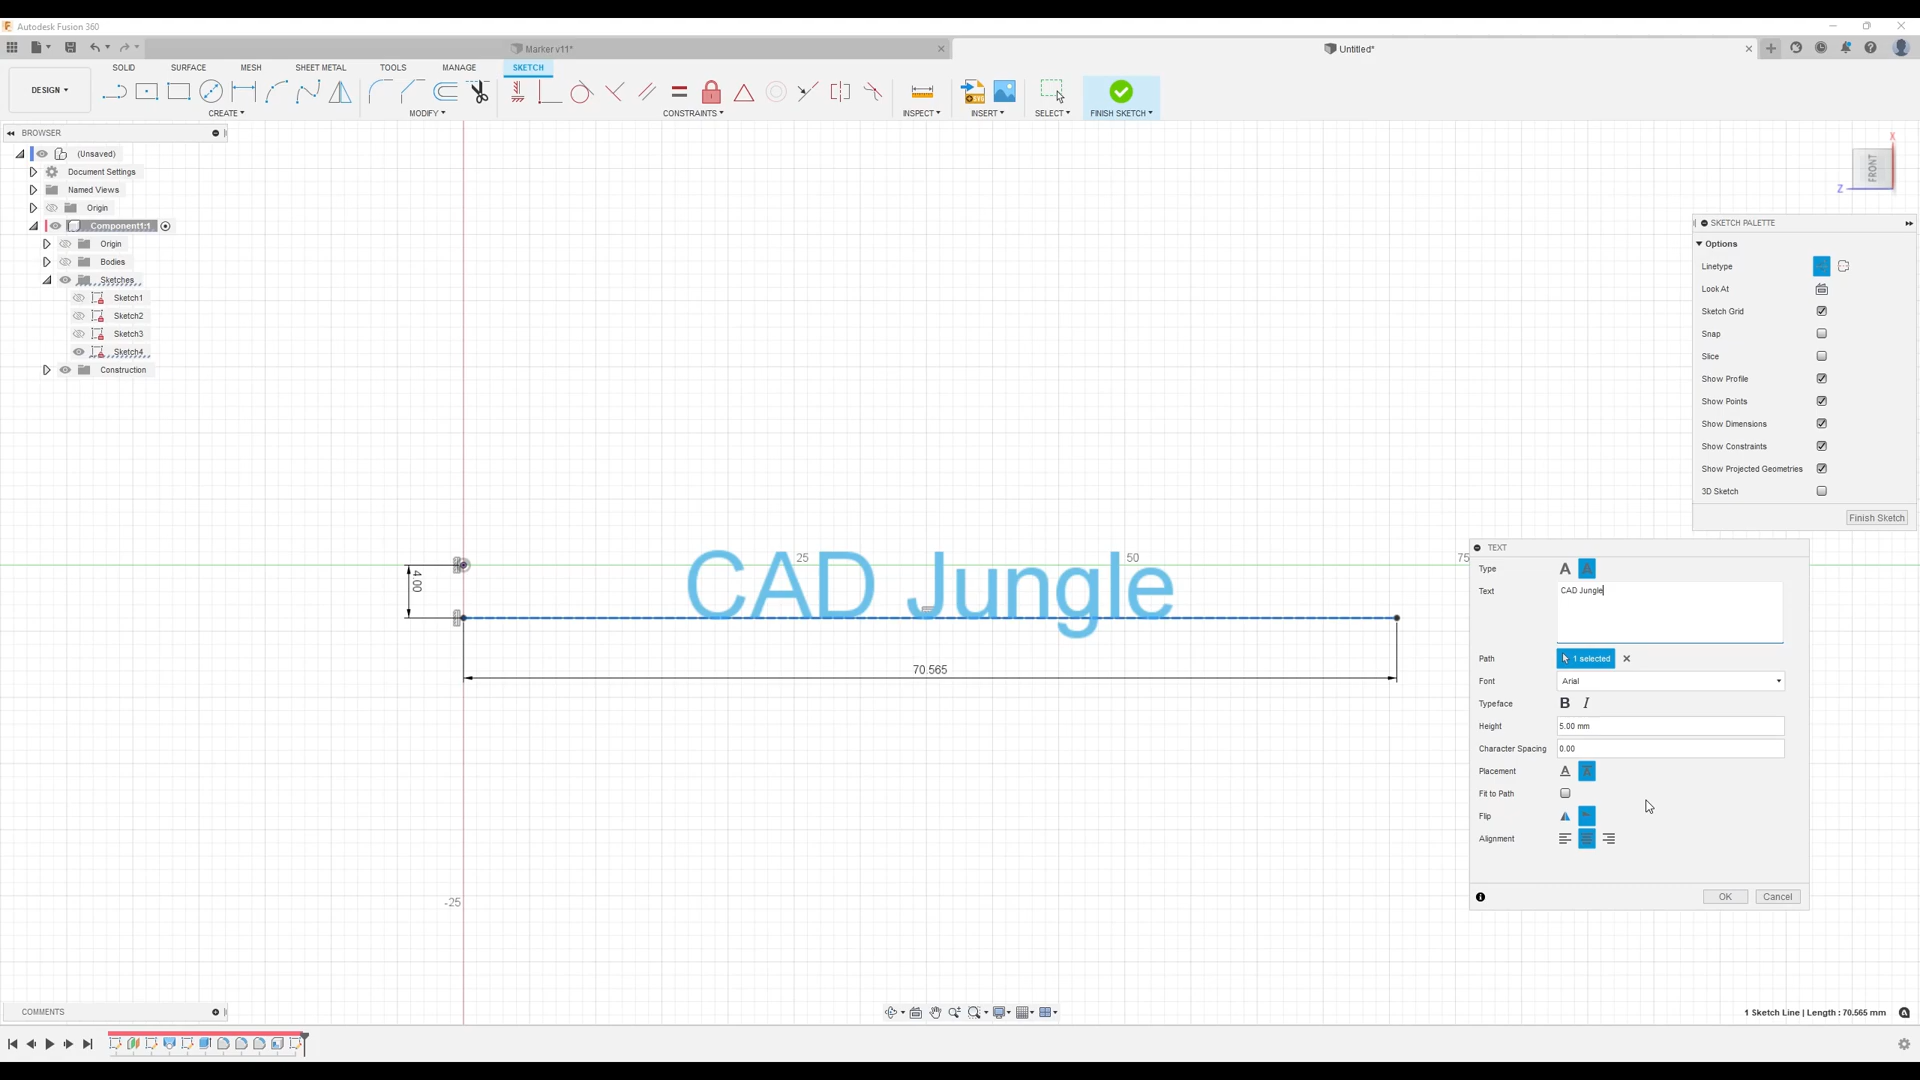 Autodesk Fusion 360
Marker v11*
Untitled*
DESIGN
SOLID
SURFACE
MESH
SHEET METAL
TOOLS
MANAGE
SKETCH
CREATE
MODIFY
CONSTRAINTS
INSPECT
INSERT
SELECT
FINISH SKETCH
BROWSER
(Unsaved)
Document Settings
Named Views
Origin
Component1:1
Origin
Bodies
Sketches
Sketch1
Sketch2
Sketch3
Sketch4
Construction
X
FRONT
Z
SKETCH PALETTE
Options
Linetype
Look At
Sketch Grid
Snap
Slice
Show Profile
Show Points
Show Dimensions
Show Constraints
Show Projected Geometries
3D Sketch
Finish Sketch
25
50
75
CAD Jungle
4.00
70.565
-25
TEXT
Type
Text
CAD Jungle
Path
1 selected
Font
Arial
Typeface
B I
Height
5.00 mm
Character Spacing
0.00
Placement
Fit to Path
Flip
Alignment
OK
Cancel
COMMENTS
1 Sketch Line | Length : 70.565 mm